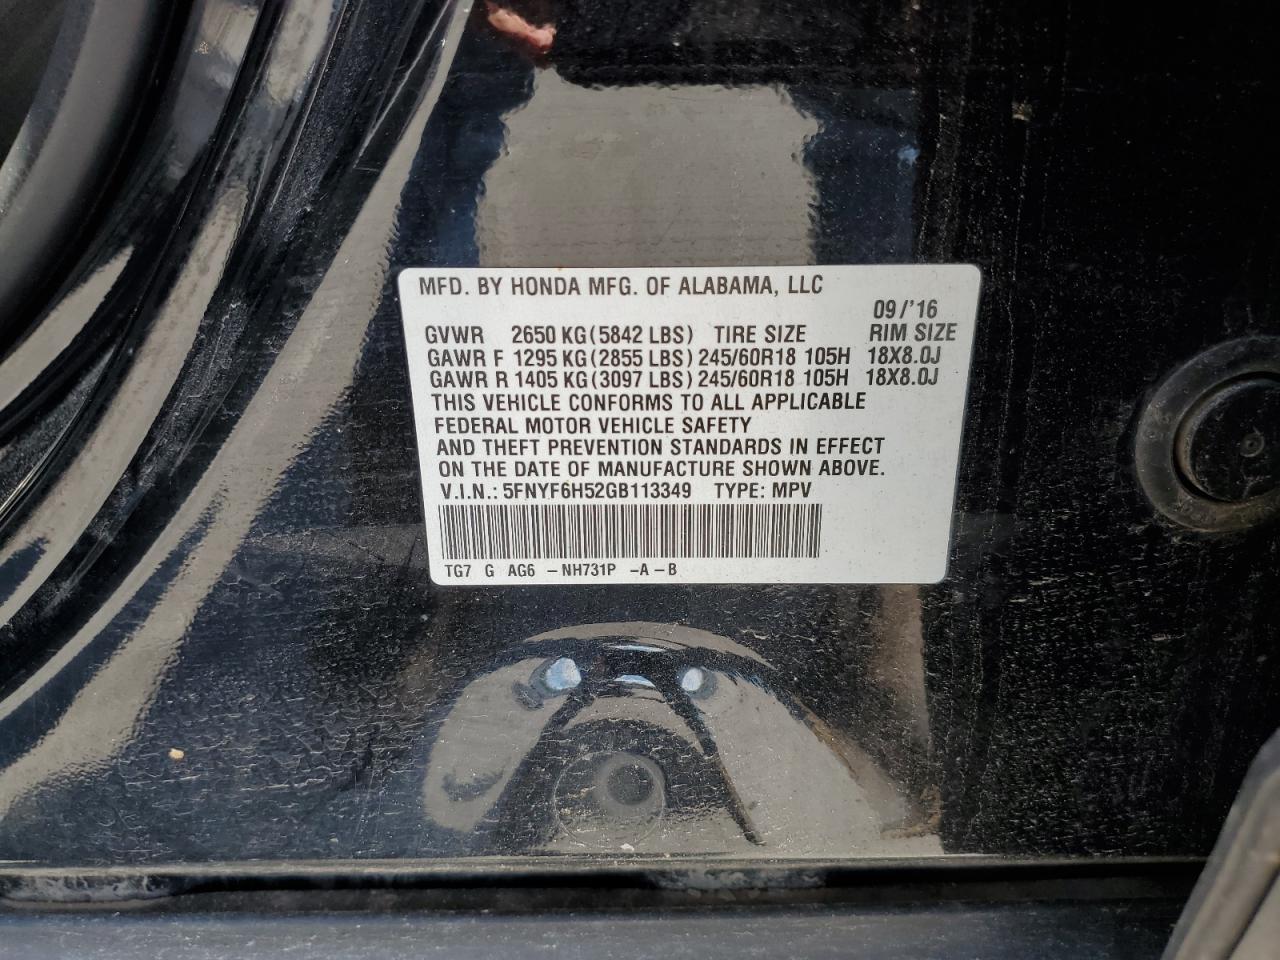 MFD. BY HONDA MFG. OF ALABAMA, LLC
09/'16
GVWR 2650 KG(5842 LBS) TIRE SIZE RIM SIZE
GAWR F 1295 KG(2855 LBS)245/60R18 105H 18X8.0J
GAWR R 1405 KG(3097 LBS)245/60R18 105H 18X8.0J
THIS VEHICLE CONFORMS TO ALL APPLICABLE
FEDERAL MOTOR VEHICLE SAFETY
AND THEFT PREVENTION STANDARDS IN EFFECT
ON THE DATE OF MANUFACTURE SHOWN ABOVE.
V.I.N.: 5FNYF6H52GB113349 TYPE: MPV
TG7 G AG6 -NH731P -A-B